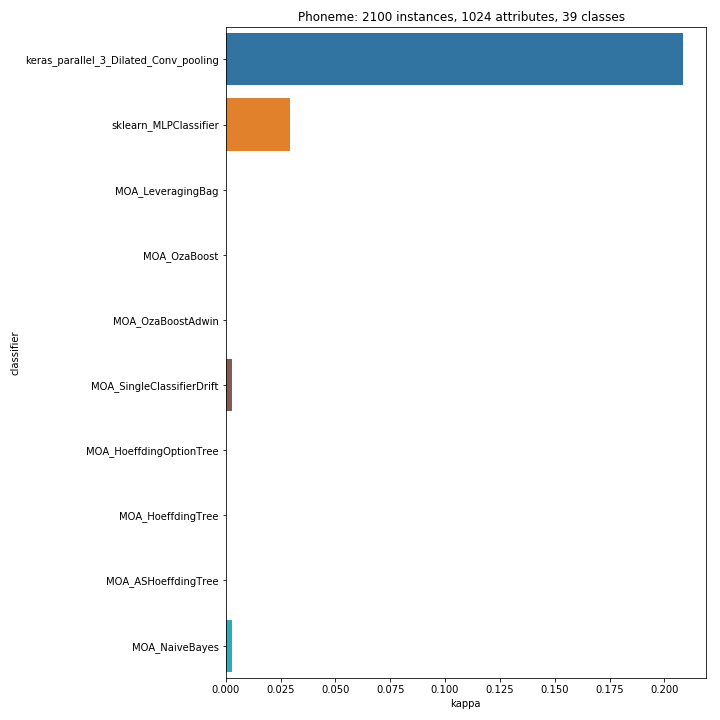 Phoneme: 2100 instances, 1024 attributes, 39 classes
keras_parallel_3_Dilated_Conv_pooling
sklearn_MLPClassifier
MOA_LeveragingBag
MOA_OzaBoost
MOA_OzaBoostAdwin
classifier
MOA_SingleClassifierDrift
MOA_HoeffdingOptionTree
MOA_HoeffdingTree
MOA_ASHoeffdingTree
MOA_NaiveBayes
0.000 0.025 0.050 0.075 0.100 0.125 0.150 0.175 0.200
kappa